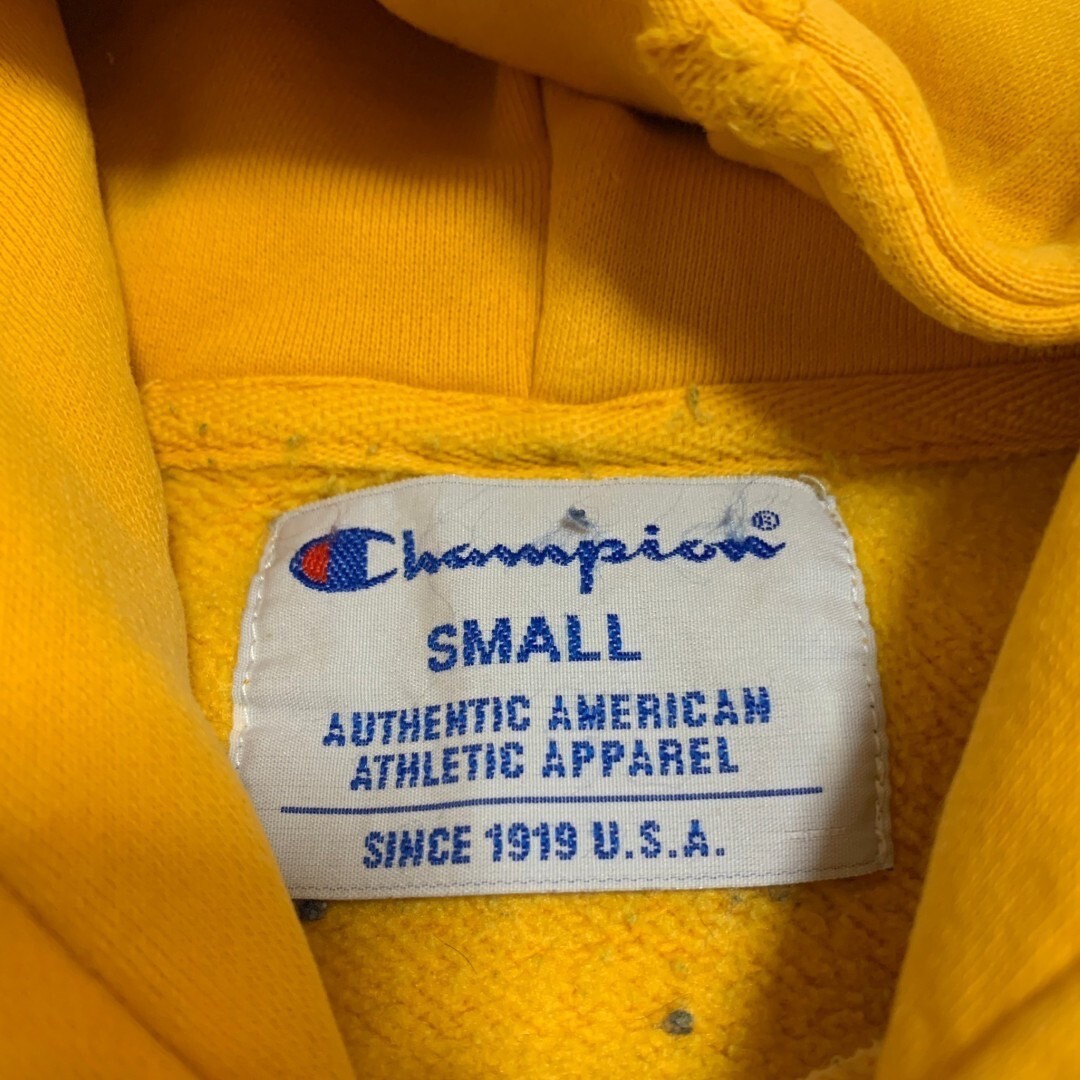 Champion®
SMALL
AUTHENTIC AMERICAN
ATHLETIC APPAREL
SINCE 1919 U.S.A.